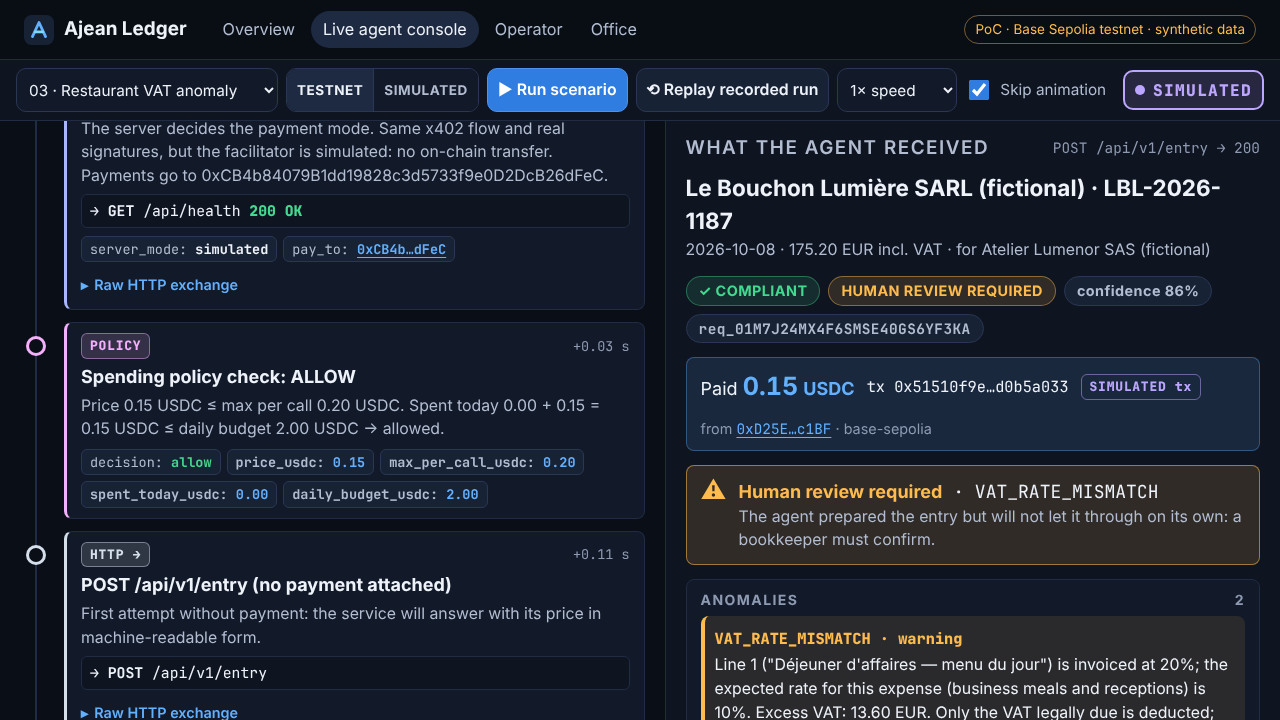 Ajean Ledger
Overview
Live agent console
Operator
Office
PoC · Base Sepolia testnet · synthetic data
03 · Restaurant VAT anomaly
TESTNET
SIMULATED
▶ Run scenario
⟲ Replay recorded run
1× speed
Skip animation
SIMULATED
The server decides the payment mode. Same x402 flow and real
signatures, but the facilitator is simulated: no on-chain transfer.
Payments go to 0xCB4b84079B1dd19828c3d5733f9e0D2DcB26dFeC.
→ GET /api/health 200 OK
server_mode: simulated
pay_to: 0xCB4b…dFeC
▸ Raw HTTP exchange
POLICY
+0.03 s
Spending policy check: ALLOW
Price 0.15 USDC ≤ max per call 0.20 USDC. Spent today 0.00 + 0.15 =
0.15 USDC ≤ daily budget 2.00 USDC → allowed.
decision: allow
price_usdc: 0.15
max_per_call_usdc: 0.20
spent_today_usdc: 0.00
daily_budget_usdc: 2.00
HTTP →
+0.11 s
POST /api/v1/entry (no payment attached)
First attempt without payment: the service will answer with its price in
machine-readable form.
→ POST /api/v1/entry
▸ Raw HTTP exchange
WHAT THE AGENT RECEIVED
POST /api/v1/entry → 200
Le Bouchon Lumière SARL (fictional) · LBL-2026-
1187
2026-10-08 · 175.20 EUR incl. VAT · for Atelier Lumenor SAS (fictional)
✓ COMPLIANT
HUMAN REVIEW REQUIRED
confidence 86%
req_01M7J24MX4F6SMSE40GS6YF3KA
Paid 0.15 USDC tx 0x51510f9e…d0b5a033 SIMULATED tx
from 0xD25E…c1BF · base-sepolia
Human review required · VAT_RATE_MISMATCH
The agent prepared the entry but will not let it through on its own: a
bookkeeper must confirm.
ANOMALIES
2
VAT_RATE_MISMATCH · warning
Line 1 ("Déjeuner d'affaires — menu du jour") is invoiced at 20%; the
expected rate for this expense (business meals and receptions) is
10%. Excess VAT: 13.60 EUR. Only the VAT legally due is deducted;